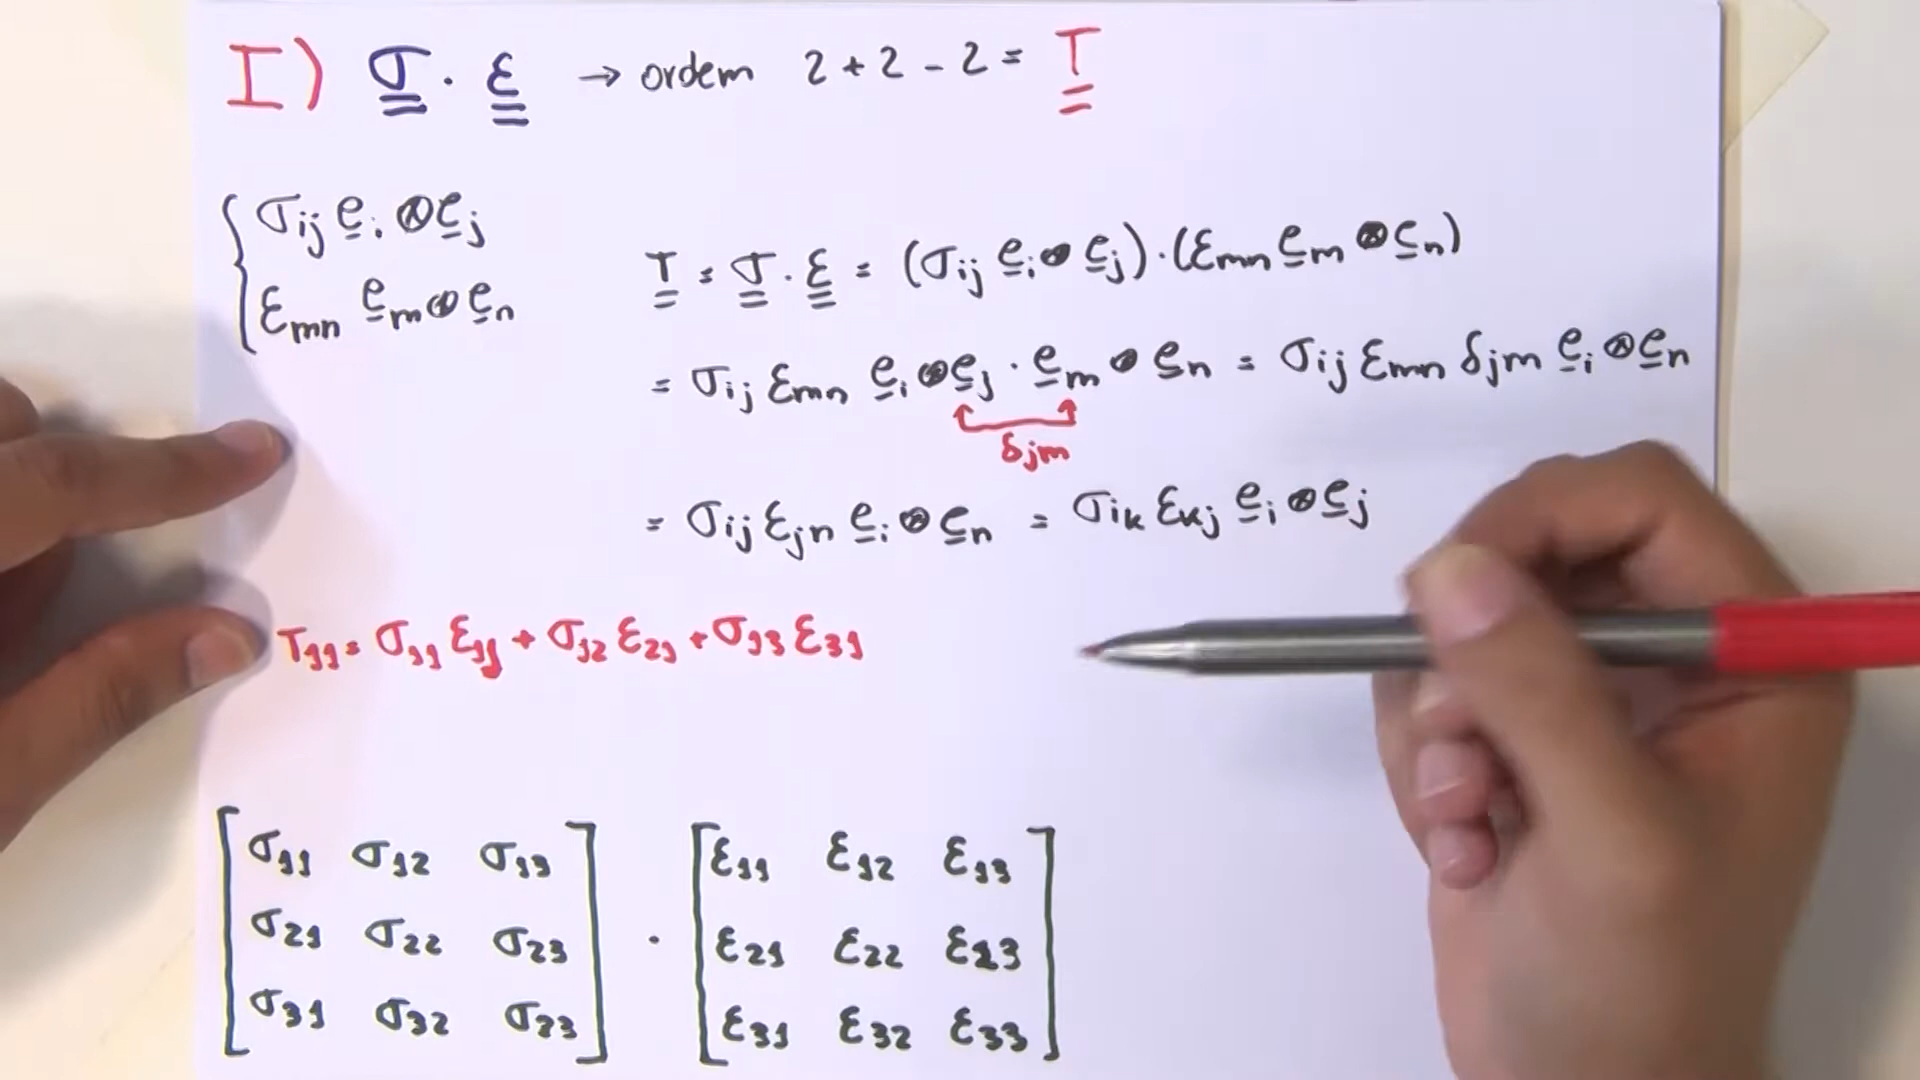 I) σ · ε → ordem 2 + 2 - 2 = T
σij ei ⊗ ej
εmn em ⊗ en
T = σ · ε = (σij ei ⊗ ej) · (εmn em ⊗ en)
= σij εmn ei ⊗ ej · em ⊗ en = σij εmn δjm ei ⊗ en
δjm
= σij εjn ei ⊗ en = σik εkj ei ⊗ ej
T11 = σ11 ε11 + σ12 ε21 + σ13 ε31
[σ11 σ12 σ13] · [ε11 ε12 ε13]
[σ21 σ22 σ23] [ε21 ε22 ε23]
[σ31 σ32 σ33] [ε31 ε32 ε33]